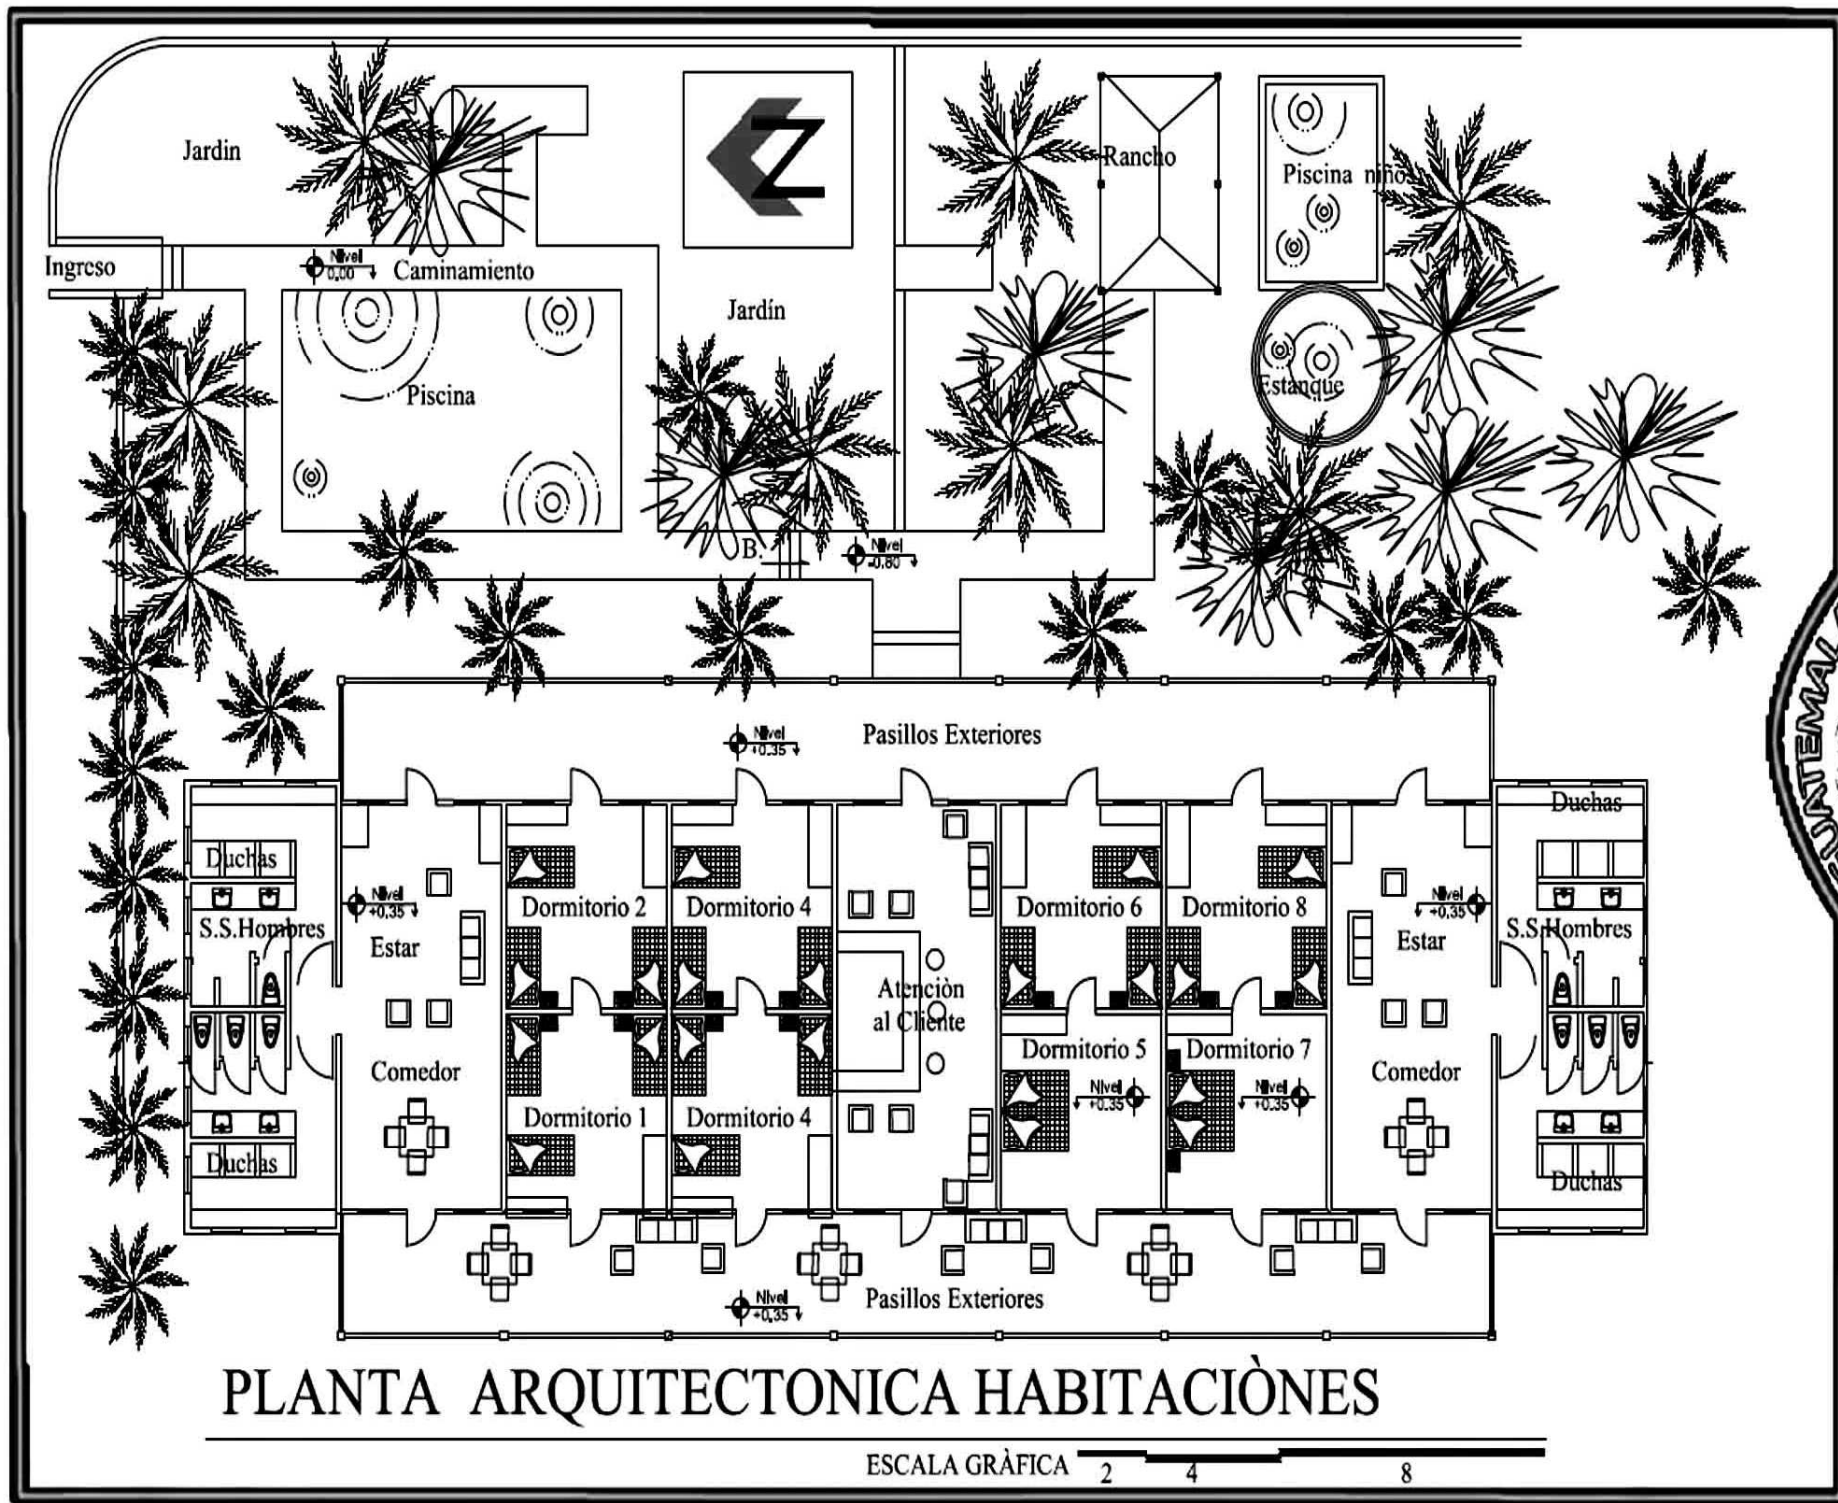 Jardin
Rancho
Piscina niños
Ingreso
Nivel
0.00
Caminamiento
Jardín
Piscina
Estanque
B.
Nivel
-0.80
Nivel
+0.35
Pasillos Exteriores
Duchas
Duchas
Nivel
+0.35
Dormitorio 2
Dormitorio 4
Dormitorio 6
Dormitorio 8
Nivel
+0.35
S.S.Hombres
Estar
Estar
S.S.Hombres
Atenciòn
al Cliente
Dormitorio 5
Dormitorio 7
Comedor
Comedor
Nivel
+0.35
Nivel
+0.35
Dormitorio 1
Dormitorio 4
Duchas
Duchas
Nivel
+0.35
Pasillos Exteriores
PLANTA ARQUITECTONICA HABITACIÒNES
ESCALA GRÀFICA
2 4 8